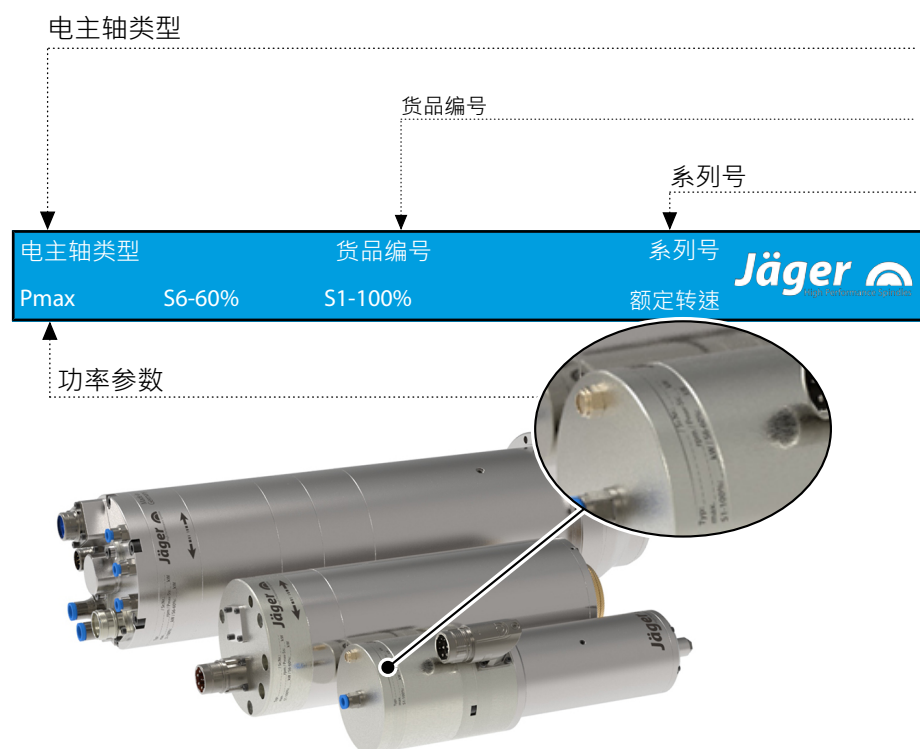 电主轴类型
货品编号
系列号
电主轴类型 货品编号 系列号
Jäger
Pmax S6-60% S1-100% 额定转速
功率参数
Jäger
Jäger
Jäger